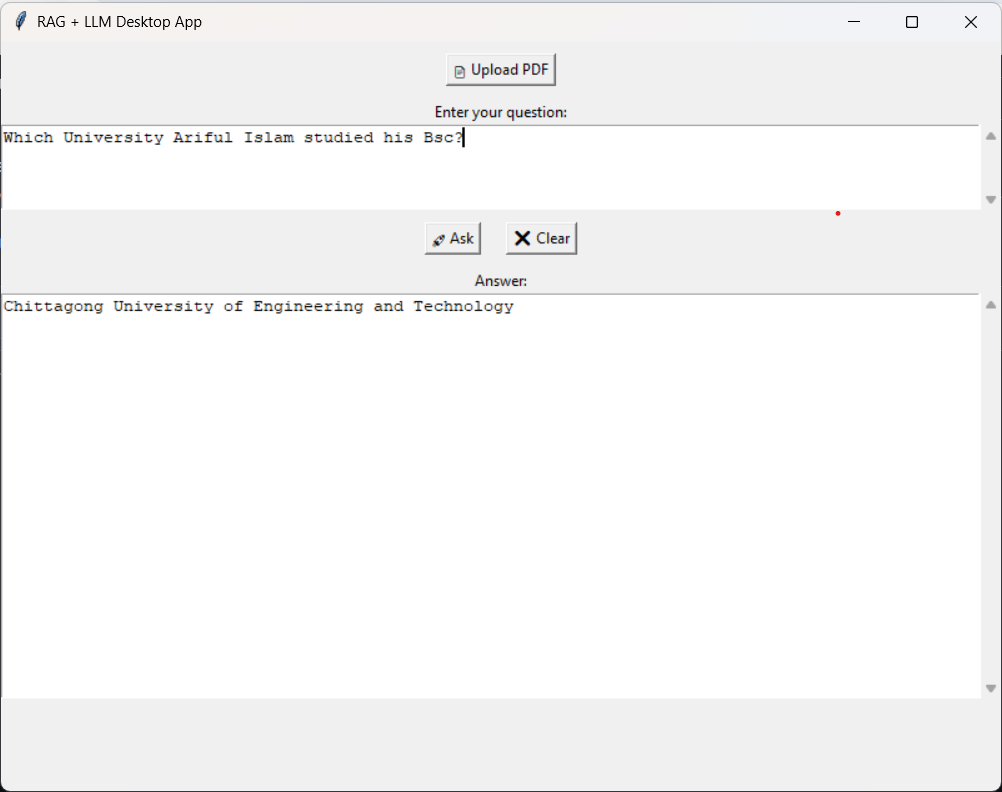 RAG + LLM Desktop App
Upload PDF
Enter your question:
Which University Ariful Islam studied his Bsc?
Ask
Clear
Answer:
Chittagong University of Engineering and Technology